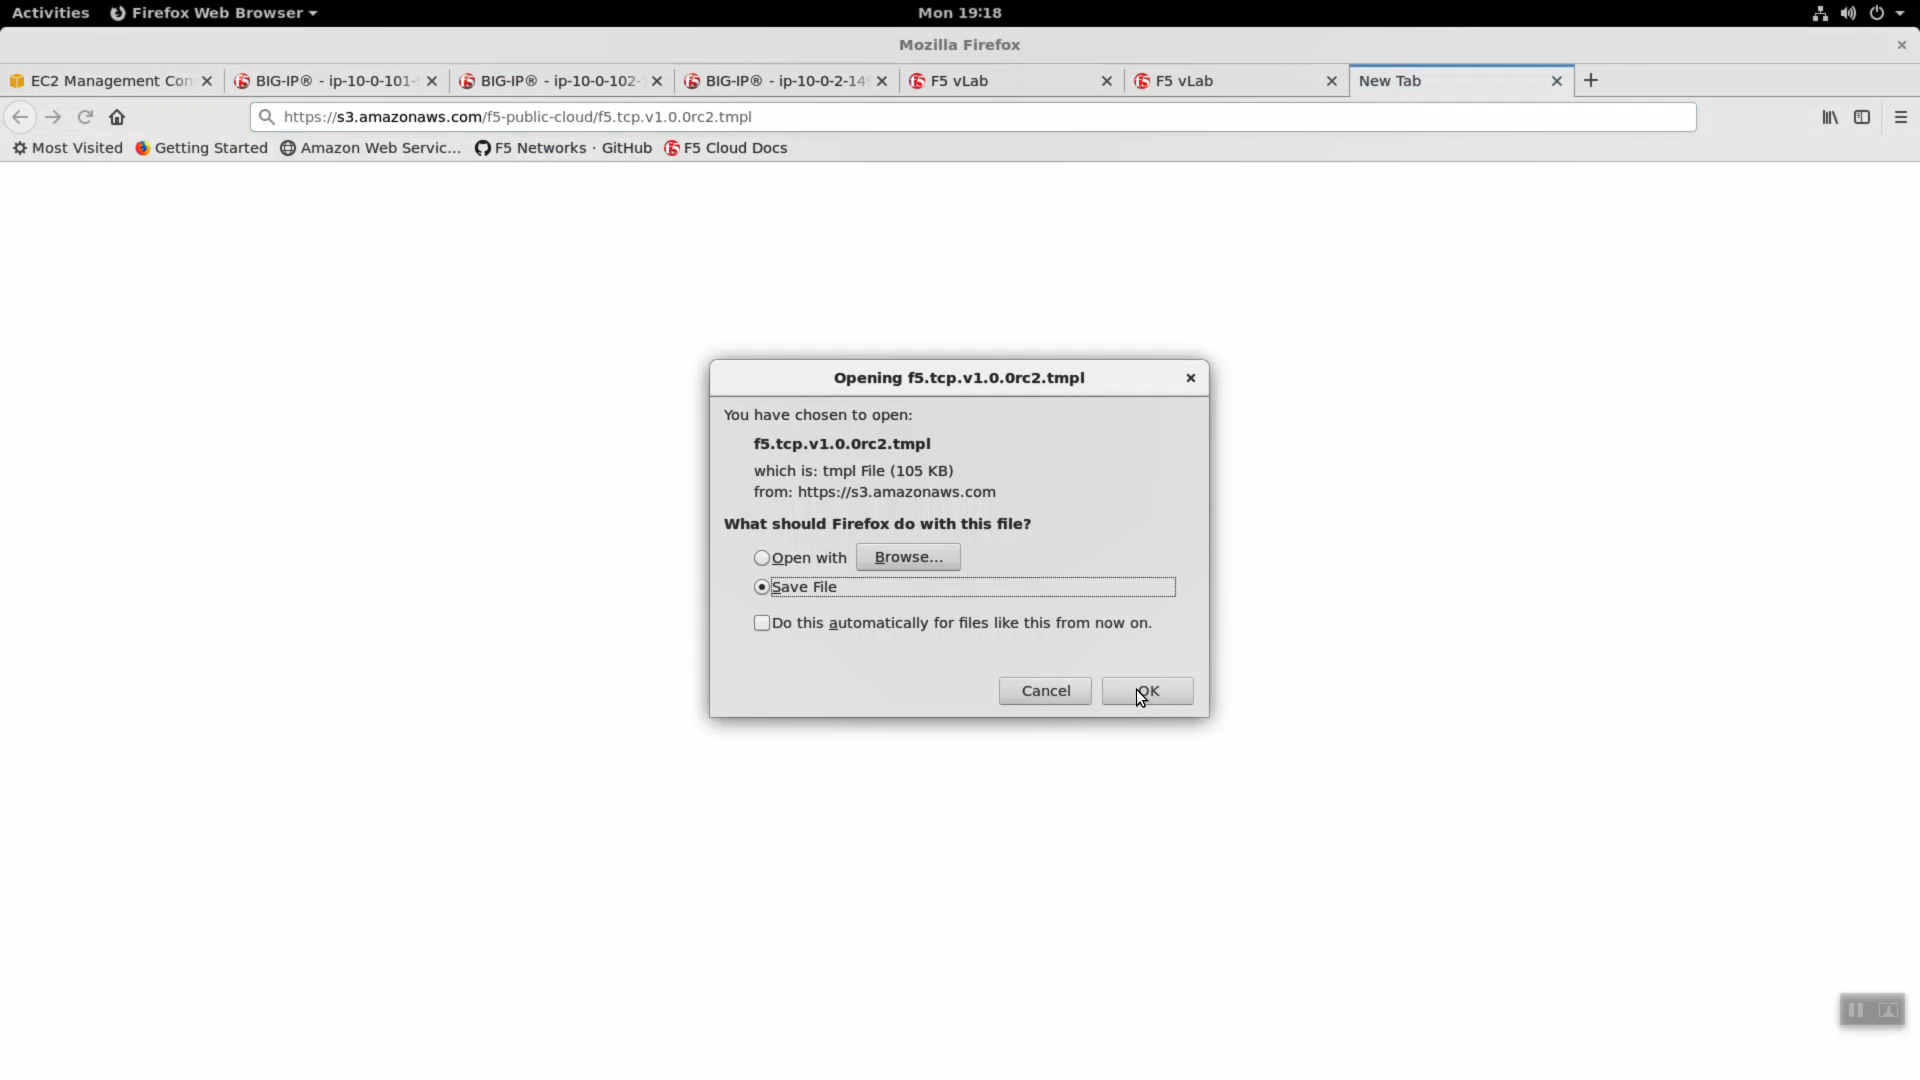 Activities Firefox Web Browser Mon 19:18
Mozilla Firefox
EC2 Management Con BIG-IP® - ip-10-0-101- BIG-IP® - ip-10-0-102- BIG-IP® - ip-10-0-2-14 F5 vLab F5 vLab New Tab
https://s3.amazonaws.com/f5-public-cloud/f5.tcp.v1.0.0rc2.tmpl
Most Visited Getting Started Amazon Web Servic... F5 Networks · GitHub F5 Cloud Docs
Opening f5.tcp.v1.0.0rc2.tmpl
You have chosen to open:
f5.tcp.v1.0.0rc2.tmpl
which is: tmpl File (105 KB)
from: https://s3.amazonaws.com
What should Firefox do with this file?
Open with Browse...
Save File
Do this automatically for files like this from now on.
Cancel OK